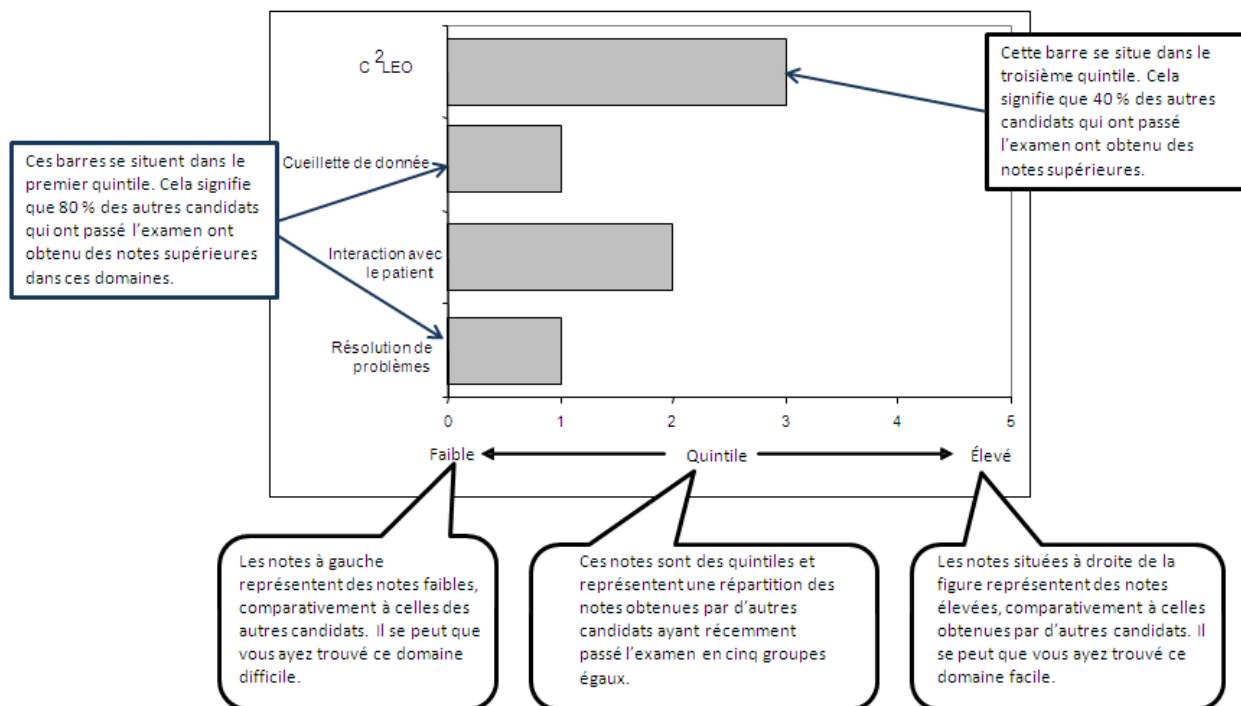 C²LEO
Cueillette de donnée
Interaction avec
le patient
Résolution de
problèmes
0 1 2 3 4 5
Faible Quintile Élevé
Cette barre se situe dans le
troisième quintile. Cela
signifie que 40 % des autres
candidats qui ont passé
l’examen ont obtenu des
notes supérieures.
Ces barres se situent dans le
premier quintile. Cela signifie
que 80 % des autres candidats
qui ont passé l’examen ont
obtenu des notes supérieures
dans ces domaines.
Les notes à gauche
représentent des notes faibles,
comparativement à celles des
autres candidats. Il se peut que
vous ayez trouvé ce domaine
difficile.
Ces notes sont des quintiles et
représentent une répartition des
notes obtenues par d’autres
candidats ayant récemment
passé l’examen en cinq groupes
égaux.
Les notes situées à droite de la
figure représentent des notes
élevées, comparativement à celles
obtenues par d’autres candidats. Il
se peut que vous ayez trouvé ce
domaine facile.